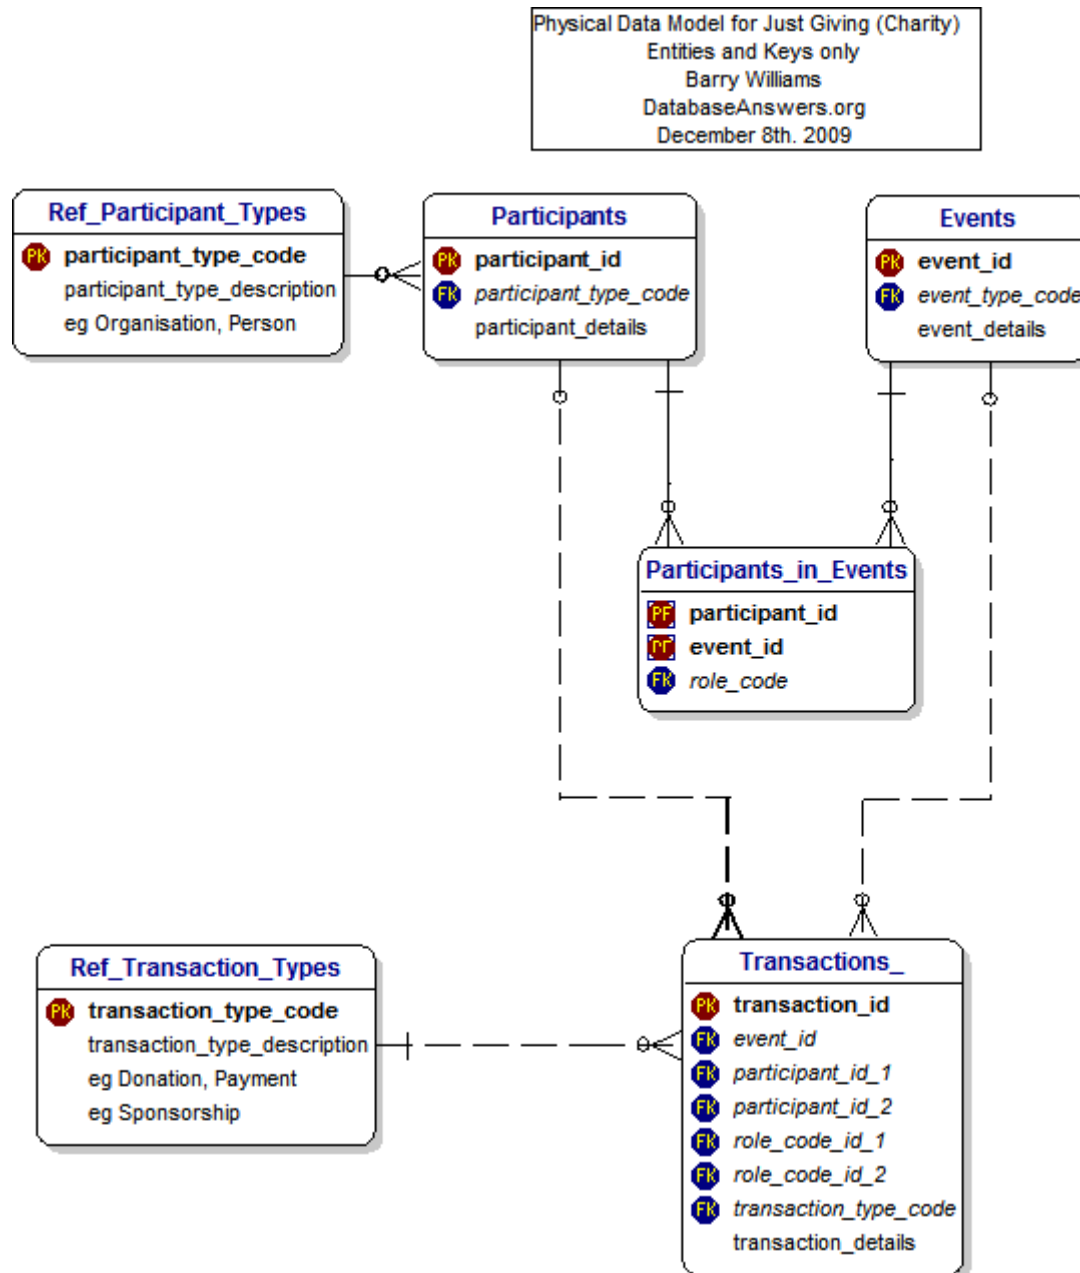 Physical Data Model for Just Giving (Charity)
Entities and Keys only
Barry Williams
DatabaseAnswers.org
December 8th. 2009
Ref_Participant_Types
PK participant_type_code
participant_type_description
eg Organisation, Person
Participants
PK participant_id
FK participant_type_code
participant_details
Events
PK event_id
FK event_type_code
event_details
Participants_in_Events
PF participant_id
PF event_id
FK role_code
Ref_Transaction_Types
PK transaction_type_code
transaction_type_description
eg Donation, Payment
eg Sponsorship
Transactions_
PK transaction_id
FK event_id
FK participant_id_1
FK participant_id_2
FK role_code_id_1
FK role_code_id_2
FK transaction_type_code
transaction_details